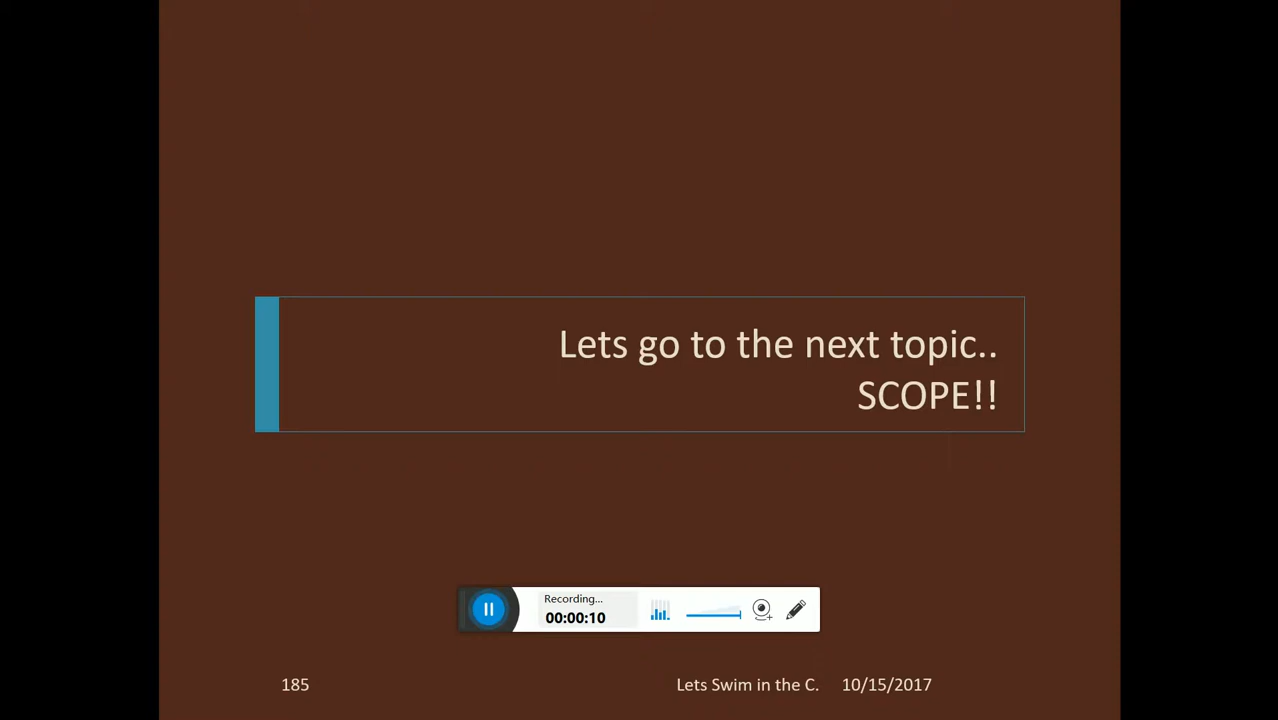 Lets go to the next topic..
SCOPE!!
Recording...
00:00:10
185
Lets Swim in the C.
10/15/2017